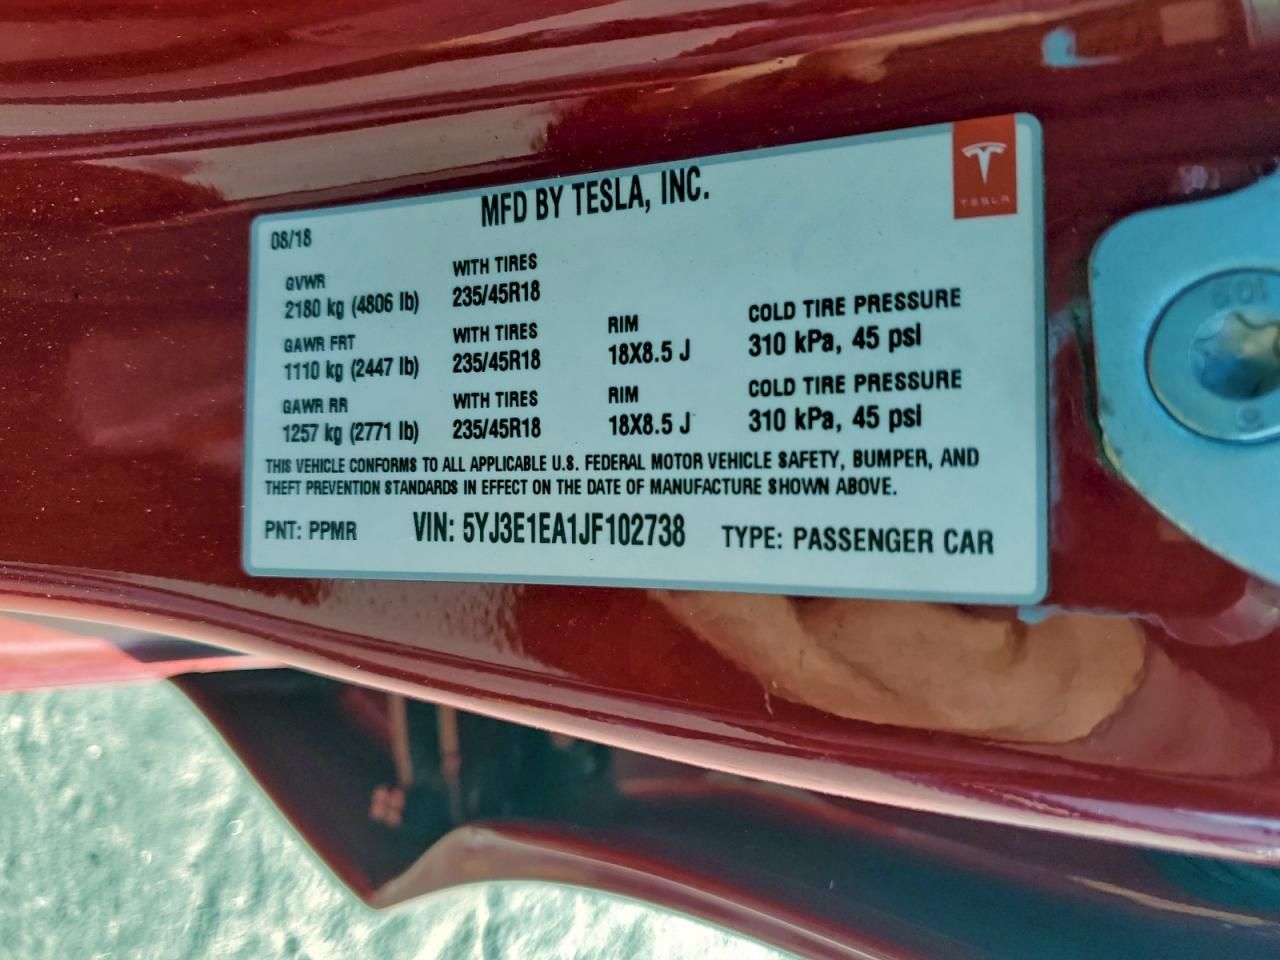 MFD BY TESLA, INC.
TESLA
08/18
GVWR
2180 kg (4806 lb)
WITH TIRES
235/45R18
GAWR FRT
1110 kg (2447 lb)
WITH TIRES
235/45R18
RIM
18X8.5 J
COLD TIRE PRESSURE
310 kPa, 45 psi
GAWR RR
1257 kg (2771 lb)
WITH TIRES
235/45R18
RIM
18X8.5 J
COLD TIRE PRESSURE
310 kPa, 45 psi
THIS VEHICLE CONFORMS TO ALL APPLICABLE U.S. FEDERAL MOTOR VEHICLE SAFETY, BUMPER, AND
THEFT PREVENTION STANDARDS IN EFFECT ON THE DATE OF MANUFACTURE SHOWN ABOVE.
PNT: PPMR VIN: 5YJ3E1EA1JF102738 TYPE: PASSENGER CAR